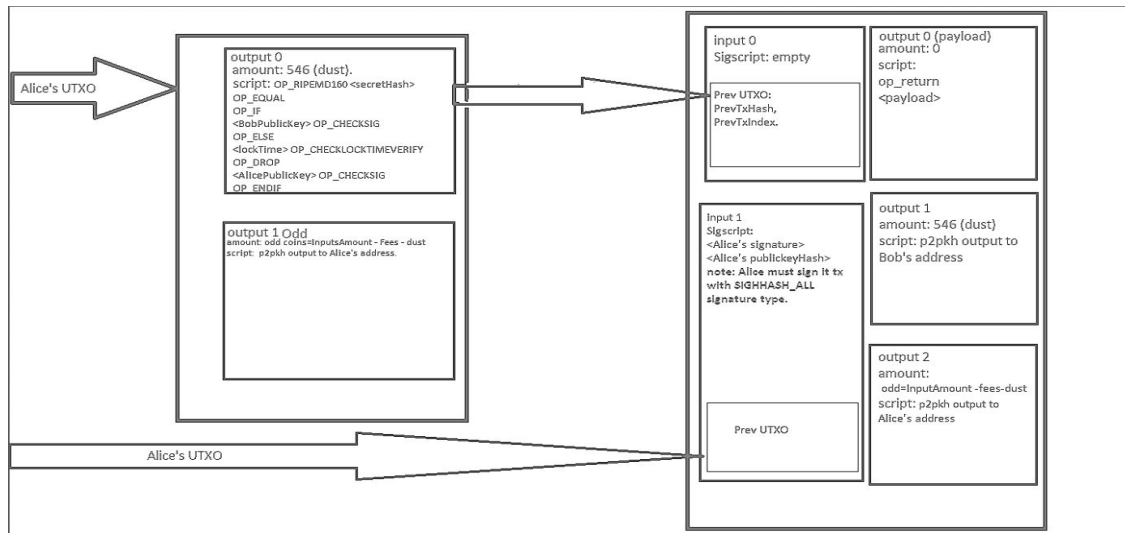 Alice's UTXO
output 0
amount: 546 (dust).
script: OP_RIPEMD160 <secretHash>
OP_EQUAL
OP_IF
<BobPublicKey> OP_CHECKSIG
OP_ELSE
<lockTime> OP_CHECKLOCKTIMEVERIFY
OP_DROP
<AlicePublicKey> OP_CHECKSIG
OP_ENDIF
output 1 Odd
amount: odd coins=InputsAmount - Fees - dust
script: p2pkh output to Alice's address.
Alice's UTXO
input 0
Sigscript: empty
Prev UTXO:
PrevTxHash,
PrevTxIndex.
Input 1
Sigscript:
<Alice's signature>
<Alice's publickeyHash>
note: Alice must sign it tx
with SIGHHASH_ALL
signature type.
Prev UTXO
output 0 (payload)
amount: 0
script:
op_return
<payload>
output 1
amount: 546 (dust)
script: p2pkh output to
Bob's address
output 2
amount:
odd=InputAmount -fees-dust
script: p2pkh output to
Alice's address